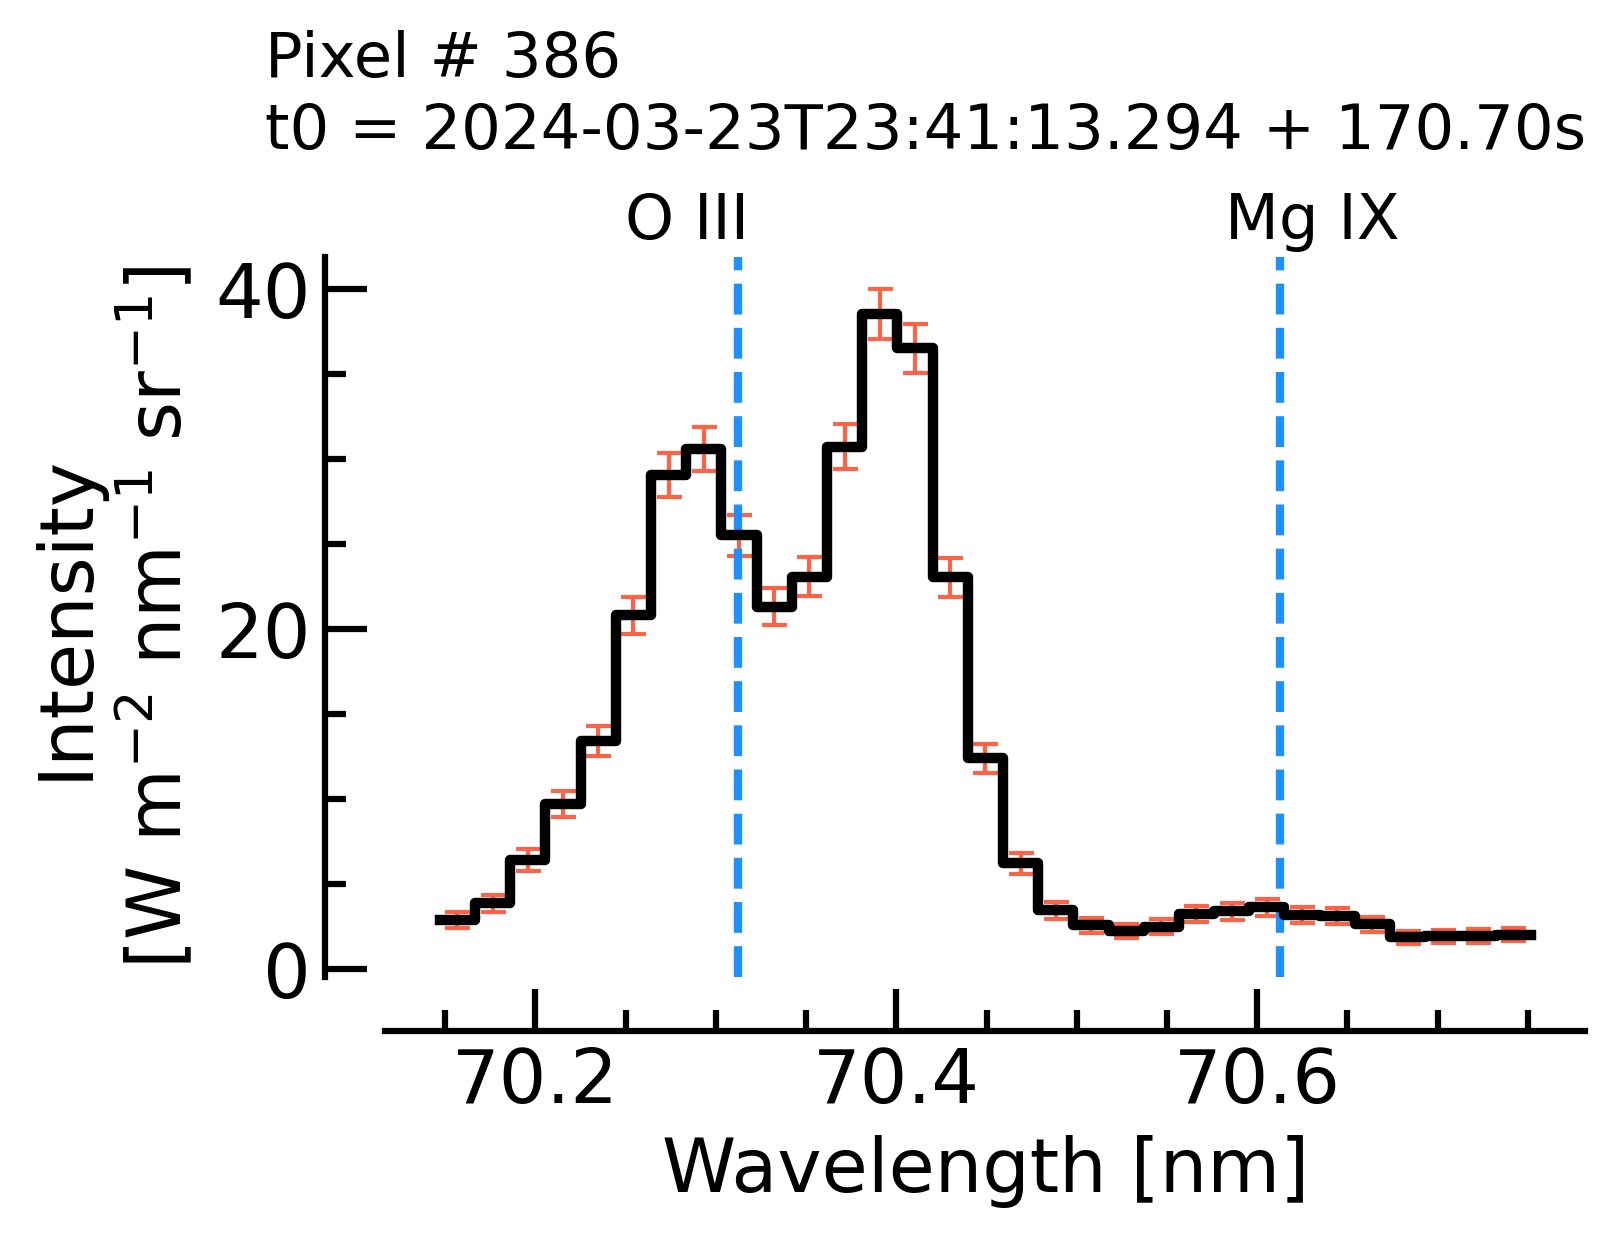 Pixel # 386
t0 = 2024-03-23T23:41:13.294 + 170.70s
O III Mg IX
Intensity
[W m⁻² nm⁻¹ sr⁻¹]
40
20
0
70.2 70.4 70.6
Wavelength [nm]